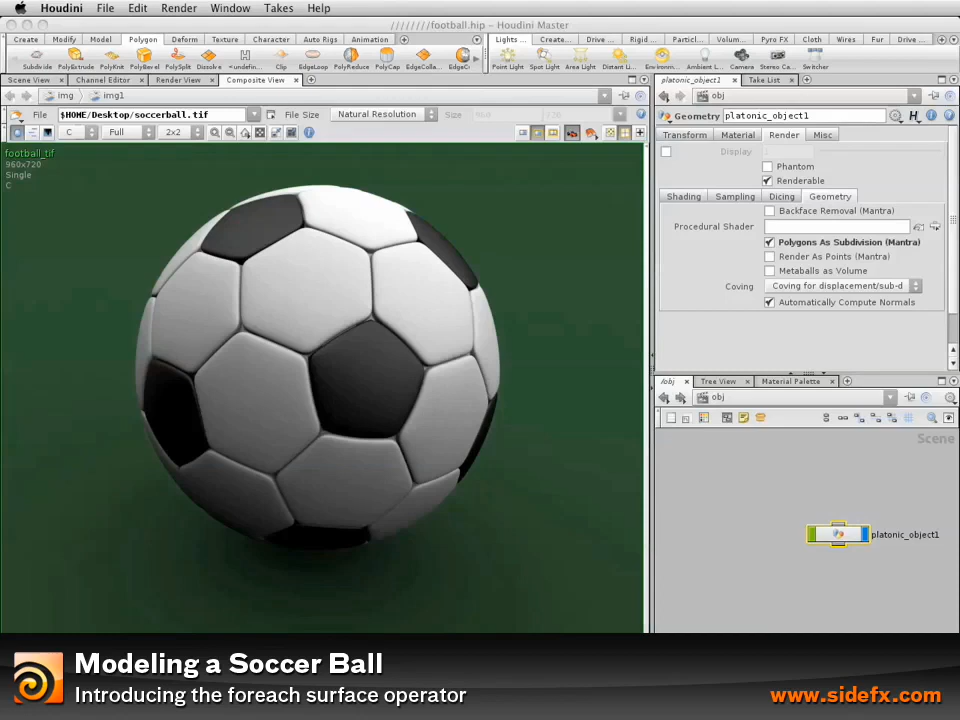 Houdini File Edit Render Window Takes Help
////////football.hip – Houdini Master
Create Modify Model Polygon Deform Texture Character Auto Rigs Animation
Lights ... Create... Drive ... Rigid ... Particl... Volum... Pyro FX Cloth Wires Fur Drive ...
Subdivide PolyExtrude PolyKnit PolyBevel PolySplit Dissolve <undefin... EdgeLoop Clip PolyReduce PolyCap EdgeColla... EdgeCr
Point Light Spot Light Area Light Distant Li... Environm... Ambient L... Camera Stereo Ca... Switcher
Scene View Channel Editor Render View Composite View
platonic_object1 Take List
img img1
obj
File $HOME/Desktop/soccerball.tif File Size Natural Resolution Size
Geometry platonic_object1
C Full 2x2
Transform Material Render Misc
football_tif
960x720
Single
C
Display
Phantom
Renderable
Shading Sampling Dicing Geometry
Backface Removal (Mantra)
Procedural Shader
Polygons As Subdivision (Mantra)
Render As Points (Mantra)
Metaballs as Volume
Coving Coving for displacement/sub-d
Automatically Compute Normals
/obj Tree View Material Palette
obj
Scene
platonic_object1
Modeling a Soccer Ball
Introducing the foreach surface operator
www.sidefx.com